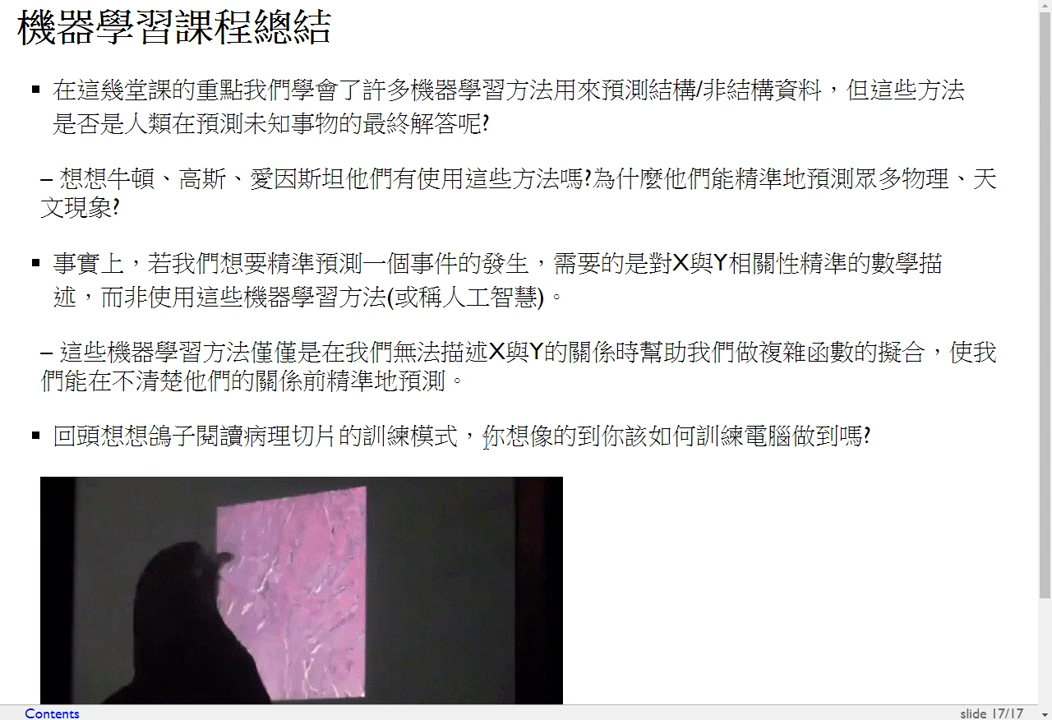 機器學習課程總結
▪ 在這幾堂課的重點我們學會了許多機器學習方法用來預測結構/非結構資料，但這些方法
是否是人類在預測未知事物的最終解答呢?
– 想想牛頓、高斯、愛因斯坦他們有使用這些方法嗎?為什麼他們能精準地預測眾多物理、天
文現象?
▪ 事實上，若我們想要精準預測一個事件的發生，需要的是對X與Y相關性精準的數學描
述，而非使用這些機器學習方法(或稱人工智慧)。
– 這些機器學習方法僅僅是在我們無法描述X與Y的關係時幫助我們做複雜函數的擬合，使我
們能在不清楚他們的關係前精準地預測。
▪ 回頭想想鴿子閱讀病理切片的訓練模式，你想像的到你該如何訓練電腦做到嗎?
Contents
slide 17/17